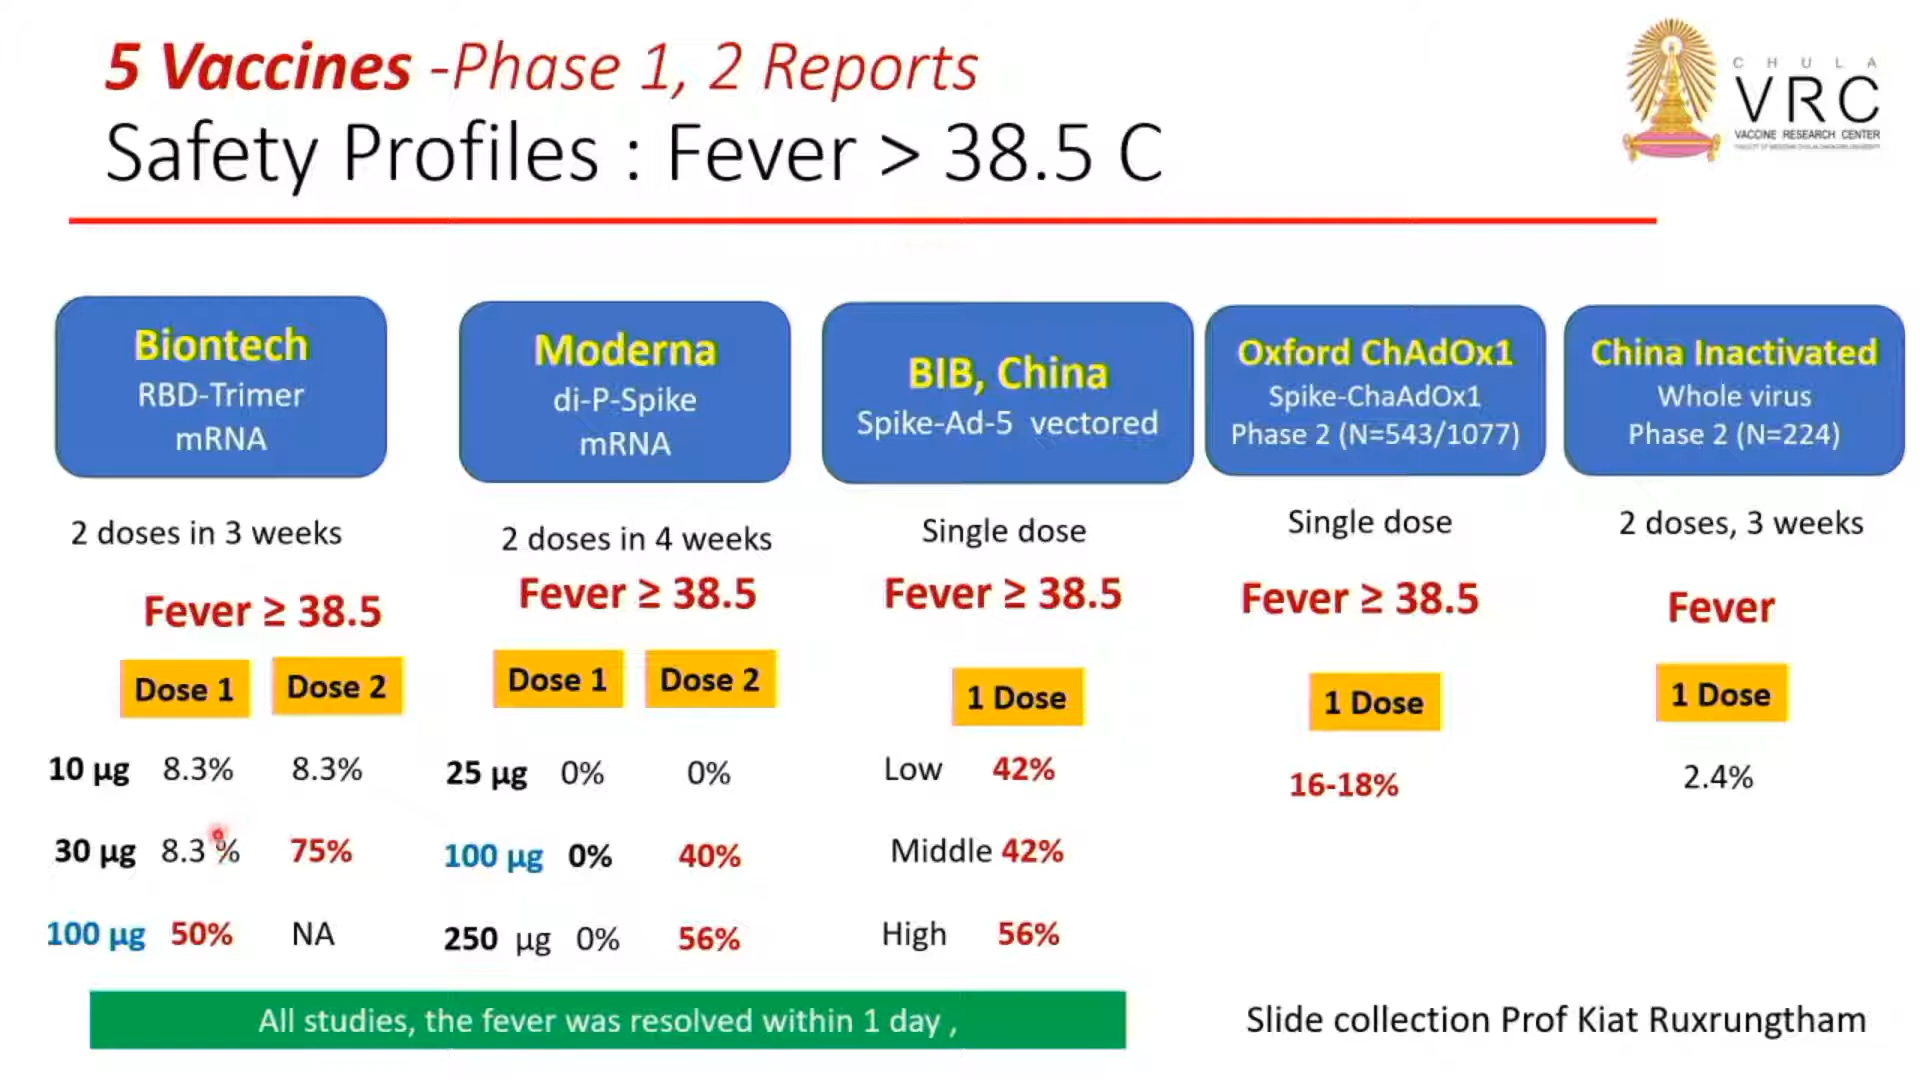 5 Vaccines -Phase 1, 2 Reports
Safety Profiles : Fever > 38.5 C
CHULA
VRC
VACCINE RESEARCH CENTER
Biontech
RBD-Trimer
mRNA
2 doses in 3 weeks
Fever ≥ 38.5
Dose 1 Dose 2
10 µg 8.3% 8.3%
30 µg 8.3 % 75%
100 µg 50% NA
Moderna
di-P-Spike
mRNA
2 doses in 4 weeks
Fever ≥ 38.5
Dose 1 Dose 2
25 µg 0% 0%
100 µg 0% 40%
250 µg 0% 56%
BIB, China
Spike-Ad-5 vectored
Single dose
Fever ≥ 38.5
1 Dose
Low 42%
Middle 42%
High 56%
Oxford ChAdOx1
Spike-ChaAdOx1
Phase 2 (N=543/1077)
Single dose
Fever ≥ 38.5
1 Dose
16-18%
China Inactivated
Whole virus
Phase 2 (N=224)
2 doses, 3 weeks
Fever
1 Dose
2.4%
All studies, the fever was resolved within 1 day ,
Slide collection Prof Kiat Ruxrungtham